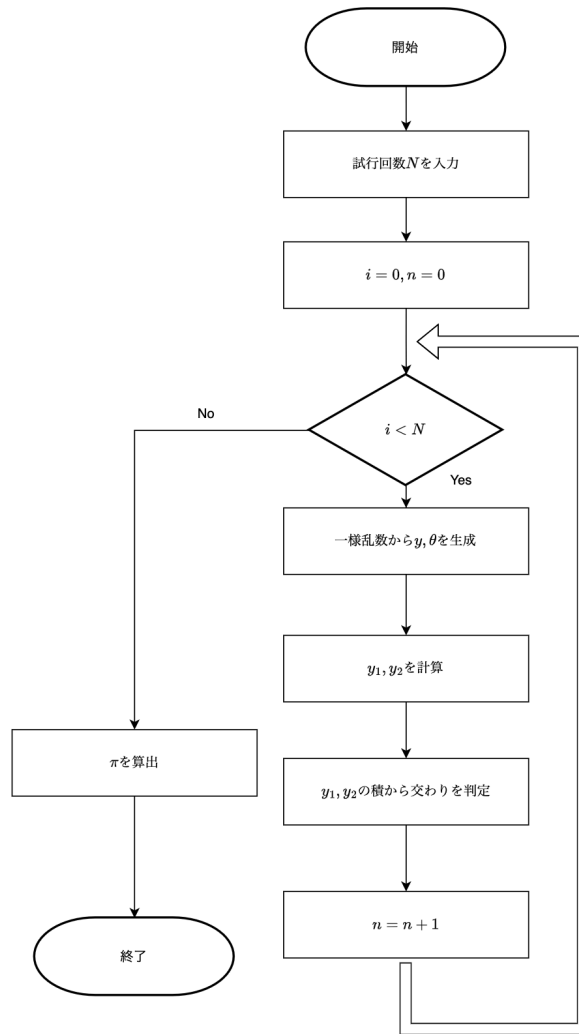 開始
試行回数Nを入力
i = 0, n = 0
i < N
No
Yes
一様乱数からy, θを生成
y₁, y₂を計算
πを算出
y₁, y₂の積から交わりを判定
n = n + 1
終了